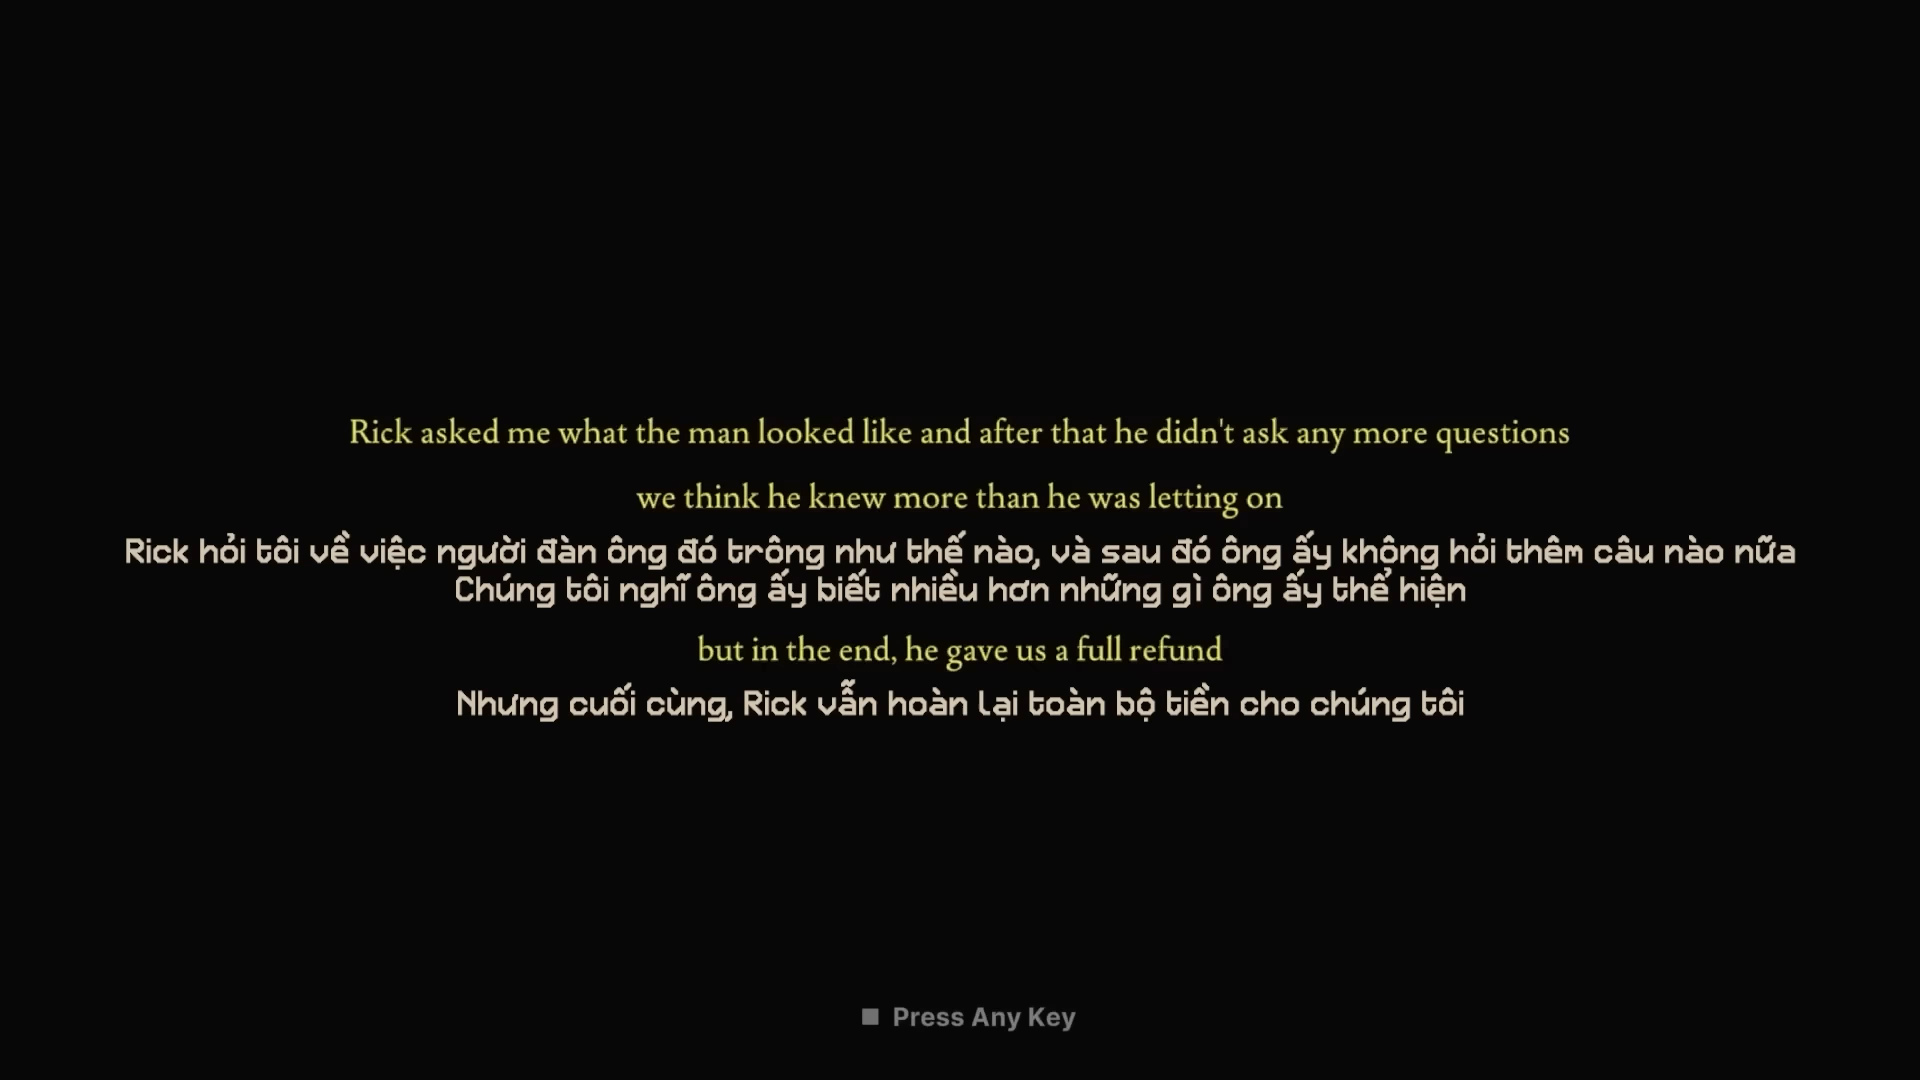 Rick asked me what the man looked like and after that he didn't ask any more questions
we think he knew more than he was letting on
Rick hỏi tôi về việc người đàn ông đó trông như thế nào, và sau đó ông ấy không hỏi thêm câu nào nữa
Chúng tôi nghĩ ông ấy biết nhiều hơn những gì ông ấy thể hiện
but in the end, he gave us a full refund
Nhưng cuối cùng, Rick vẫn hoàn lại toàn bộ tiền cho chúng tôi
Press Any Key